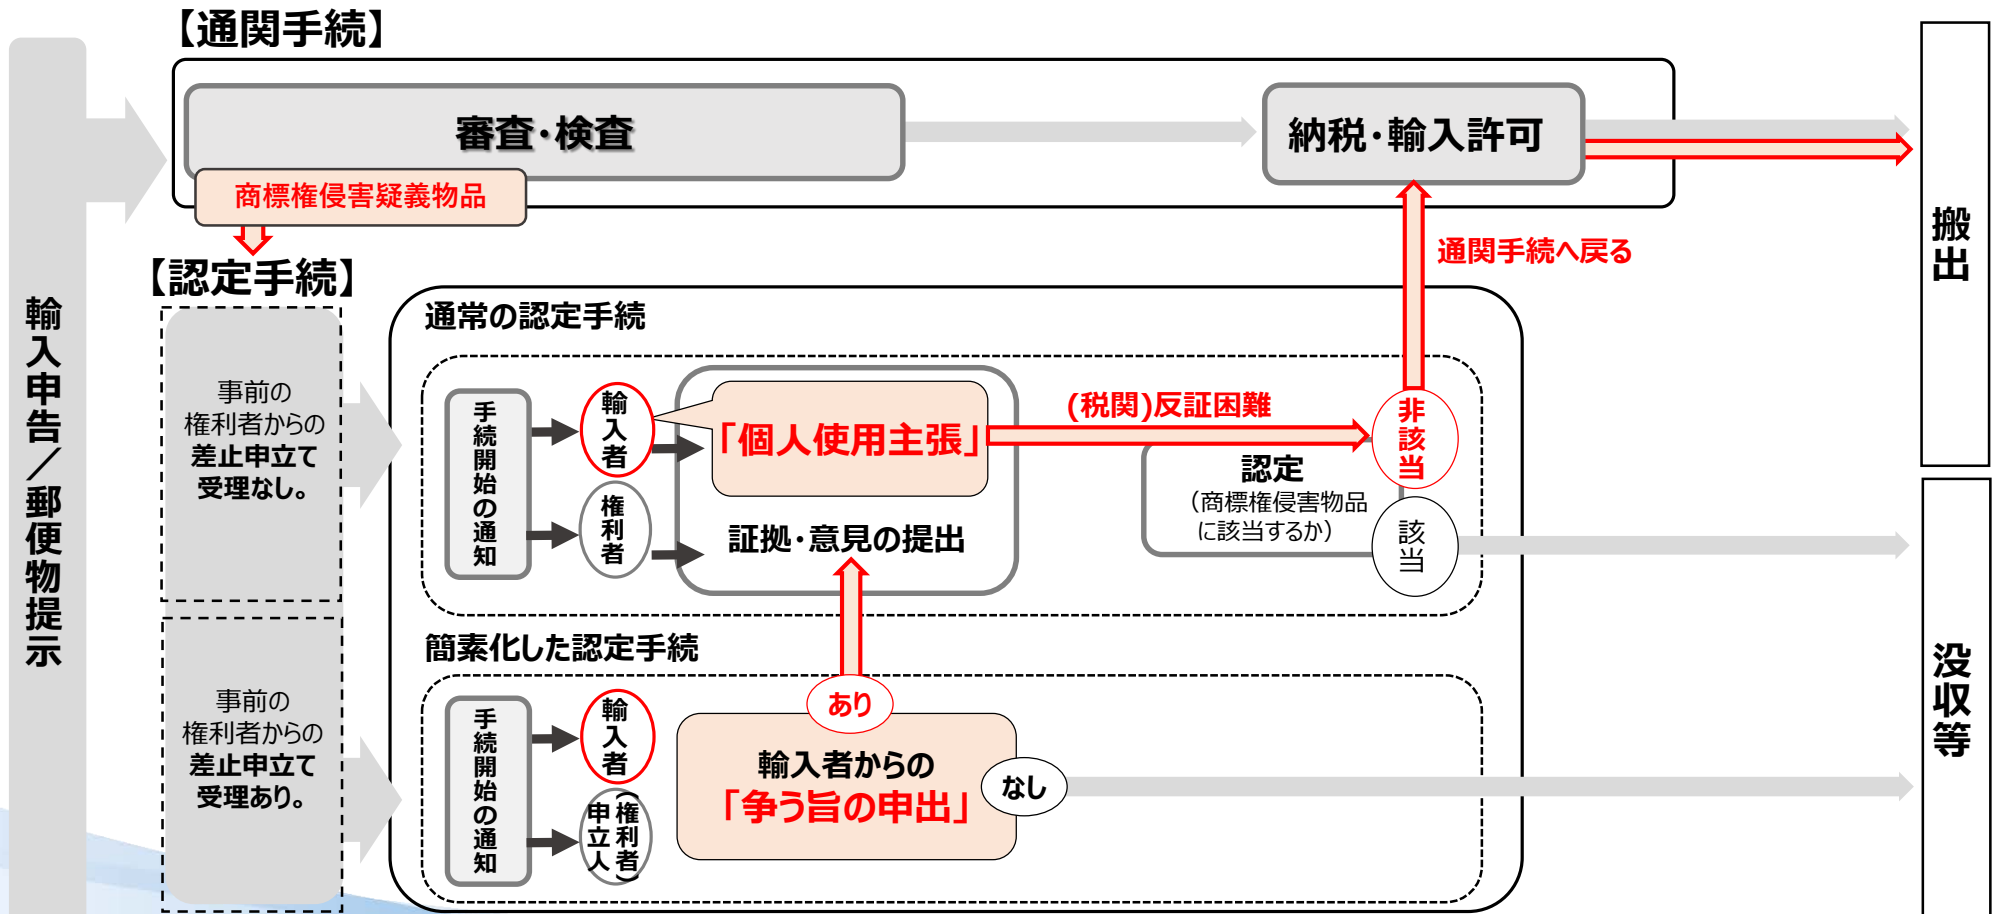 【通関手続】
審査・検査
納税・輸入許可
商標権侵害疑義物品
通関手続へ戻る
搬出
輸入申告／郵便物提示
【認定手続】
事前の
権利者からの
差止申立て
受理なし。
通常の認定手続
手続開始の通知
輸入者
権利者
「個人使用主張」
証拠・意見の提出
(税関)反証困難
認定
（商標権侵害物品
に該当するか）
非該当
該当
事前の
権利者からの
差止申立て
受理あり。
簡素化した認定手続
手続開始の通知
輸入者
申立人
（権利者）
あり
輸入者からの
「争う旨の申出」
なし
没収等